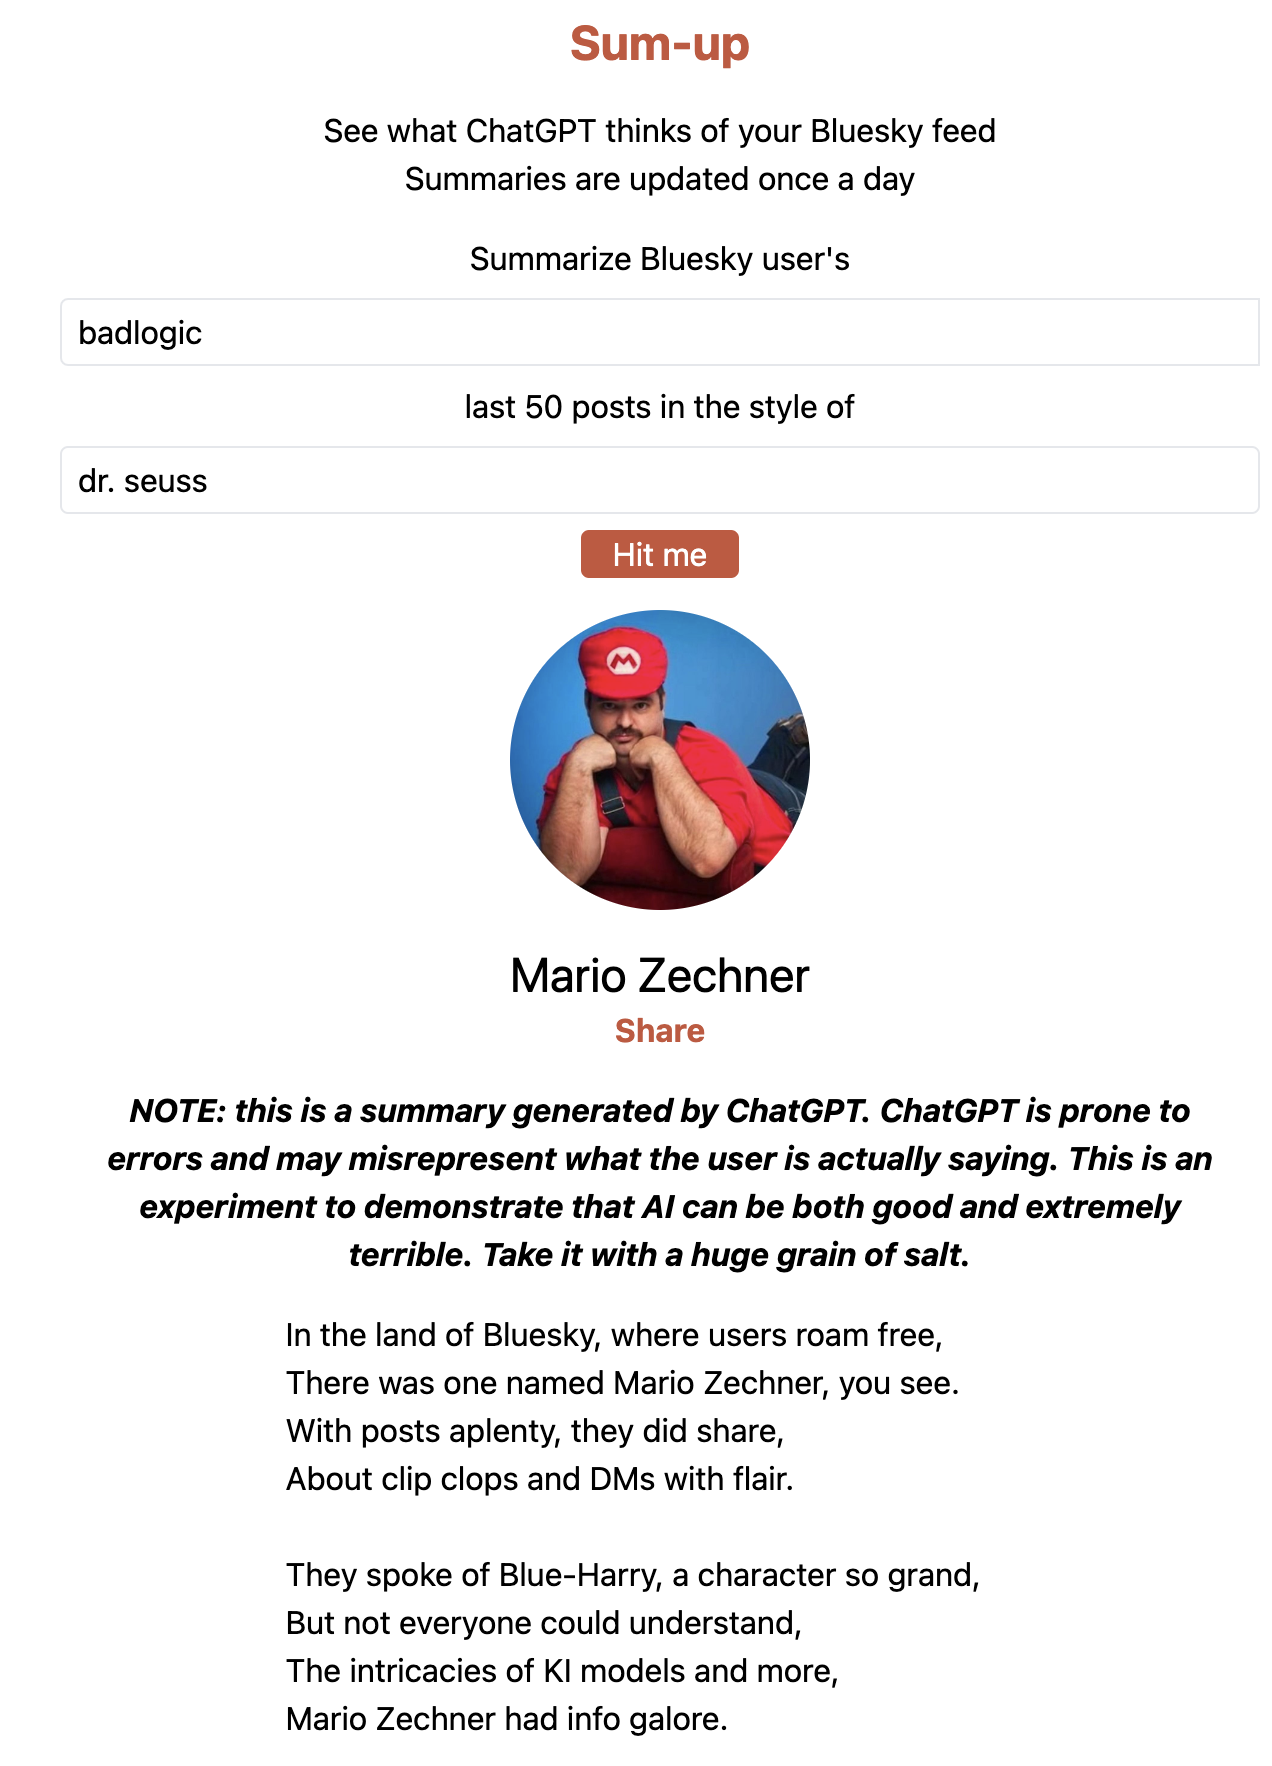 Sum-up
See what ChatGPT thinks of your Bluesky feed
Summaries are updated once a day
Summarize Bluesky user's
badlogic
last 50 posts in the style of
dr. seuss
Hit me
M
Mario Zechner
Share
NOTE: this is a summary generated by ChatGPT. ChatGPT is prone to
errors and may misrepresent what the user is actually saying. This is an
experiment to demonstrate that AI can be both good and extremely
terrible. Take it with a huge grain of salt.
In the land of Bluesky, where users roam free,
There was one named Mario Zechner, you see.
With posts aplenty, they did share,
About clip clops and DMs with flair.
They spoke of Blue-Harry, a character so grand,
But not everyone could understand,
The intricacies of KI models and more,
Mario Zechner had info galore.